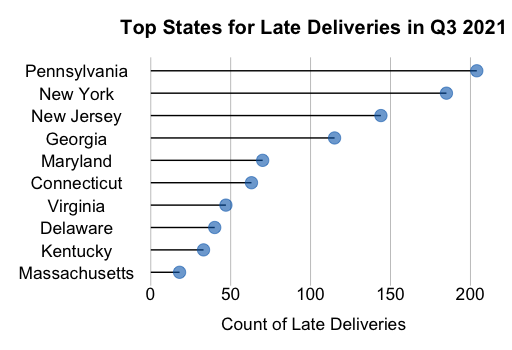 Top States for Late Deliveries in Q3 2021
Pennsylvania
New York
New Jersey
Georgia
Maryland
Connecticut
Virginia
Delaware
Kentucky
Massachusetts
0 50 100 150 200
Count of Late Deliveries